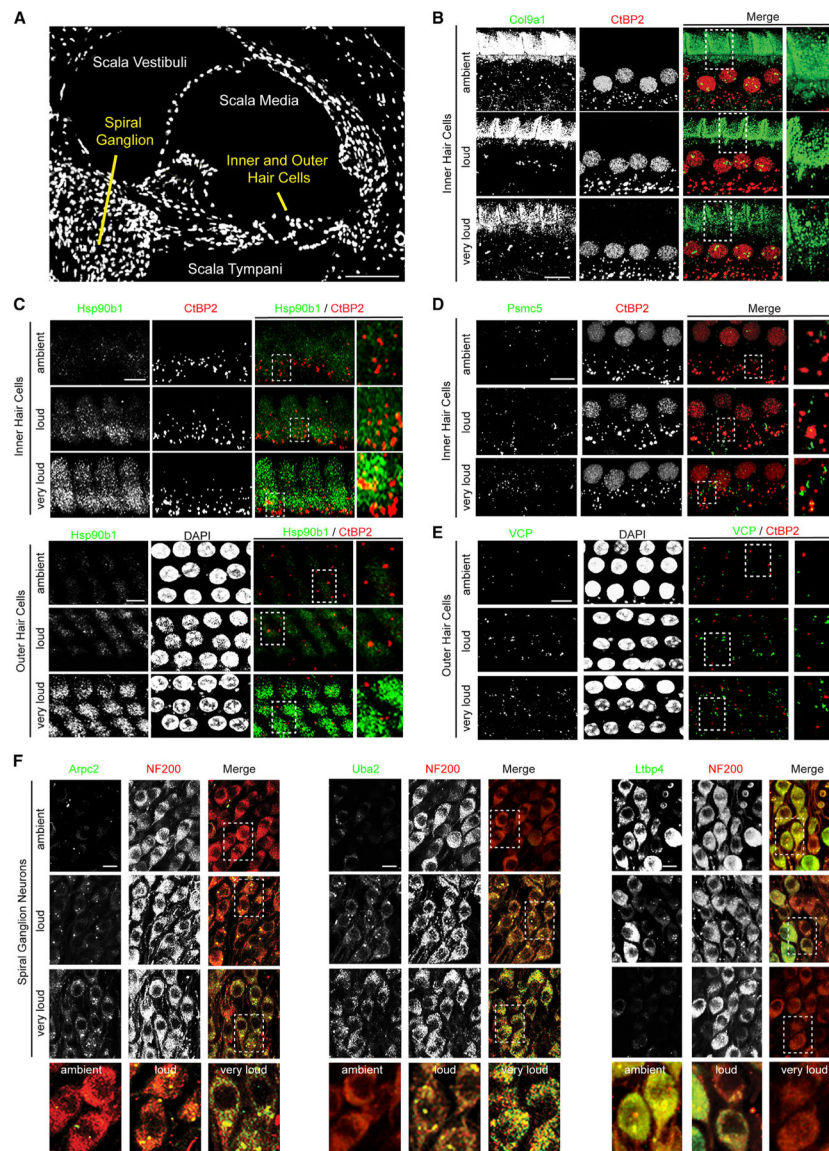 A
Scala Vestibuli
Scala Media
Spiral
Ganglion
Inner and Outer
Hair Cells
Scala Tympani
B
Col9a1 CtBP2 Merge
Inner Hair Cells
ambient
loud
very loud
C
Hsp90b1 CtBP2 Hsp90b1 / CtBP2
Inner Hair Cells
ambient
loud
very loud
Hsp90b1 DAPI Hsp90b1 / CtBP2
Outer Hair Cells
ambient
loud
very loud
D
Psmc5 CtBP2 Merge
Inner Hair Cells
ambient
loud
very loud
E
VCP DAPI VCP / CtBP2
Outer Hair Cells
ambient
loud
very loud
F
Arpc2 NF200 Merge Uba2 NF200 Merge Ltbp4 NF200 Merge
Spiral Ganglion Neurons
ambient
loud
very loud
ambient loud very loud ambient loud very loud ambient loud very loud